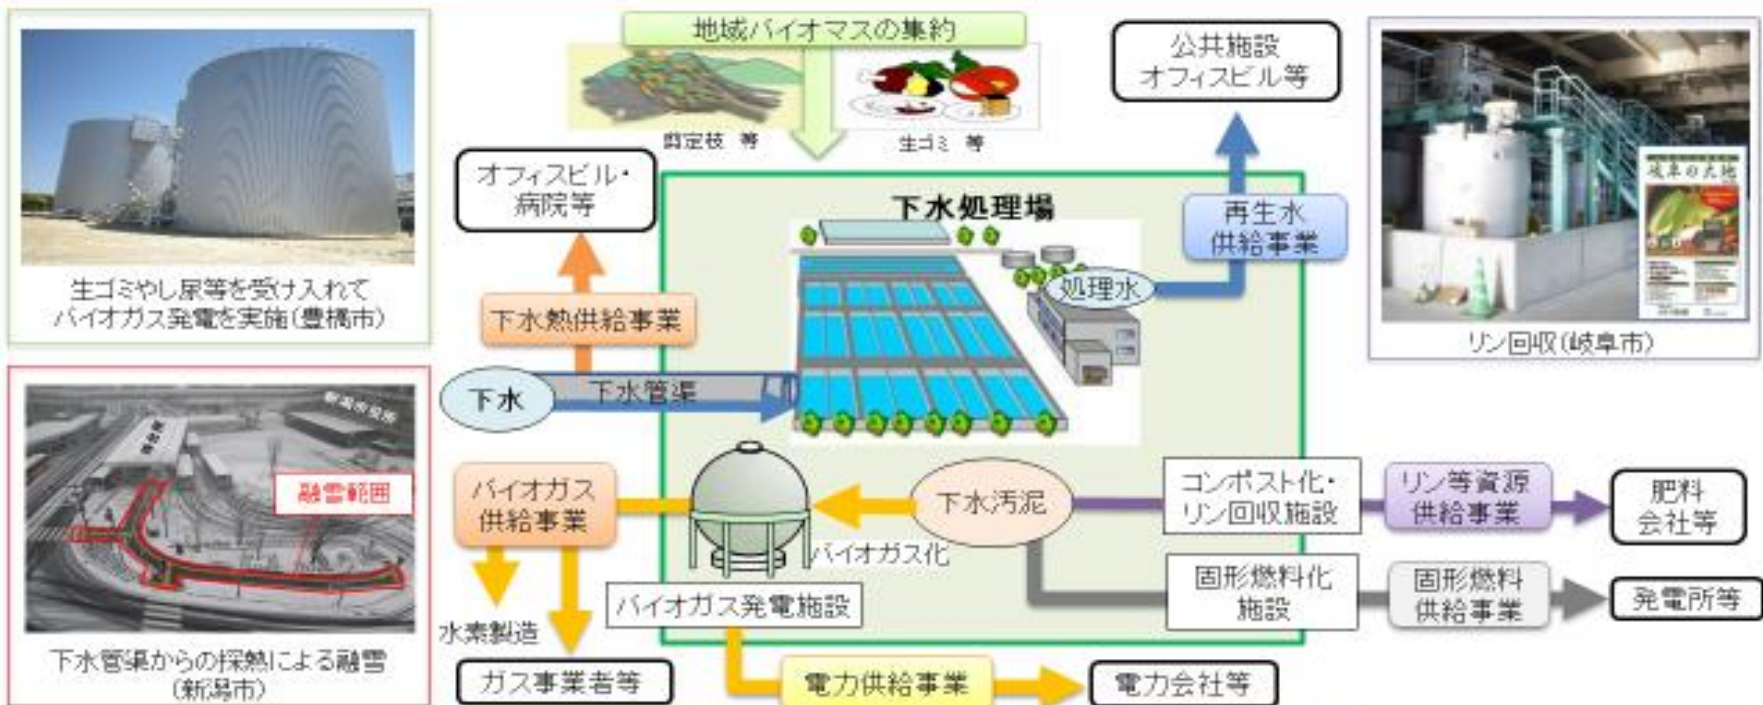 地域バイオマスの集約
剪定枝 等
生ゴミ 等
公共施設
オフィスビル等
生ゴミやし尿等を受け入れて
バイオガス発電を実施(豊橋市)
オフィスビル・
病院等
下水処理場
再生水
供給事業
処理水
岐阜の大地
リン回収(岐阜市)
下水熱供給事業
下水
下水管渠
融雪範囲
下水管渠からの採熱による融雪
(新潟市)
バイオガス
供給事業
バイオガス化
下水汚泥
コンポスト化・
リン回収施設
リン等資源
供給事業
肥料
会社等
固形燃料化
施設
固形燃料
供給事業
発電所等
バイオガス発電施設
水素製造
ガス事業者等
電力供給事業
電力会社等